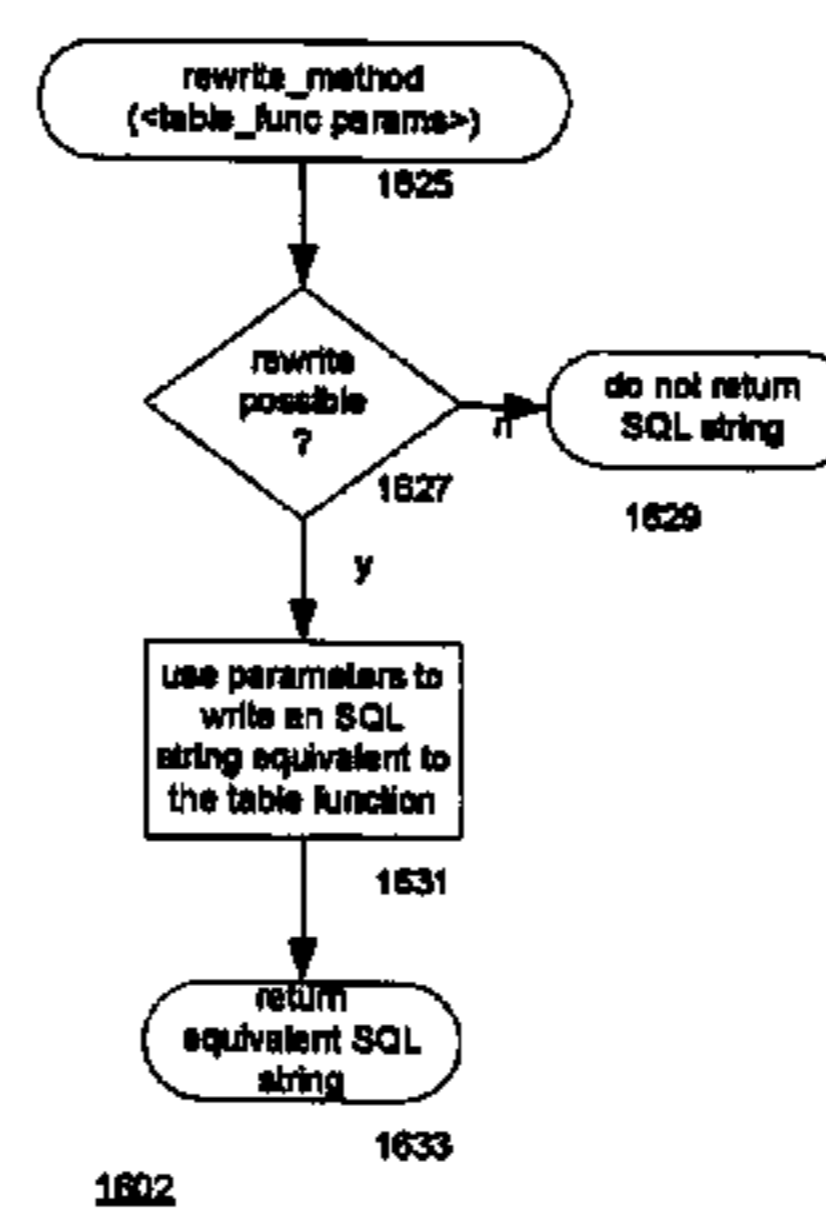 rewrite_method
(<table_func params>)
1625
rewrite
possible
?
n
do not return
SQL string
1627
1629
y
use parameters to
write an SQL
string equivalent to
the table function
1631
return
equivalent SQL
string
1633
1602